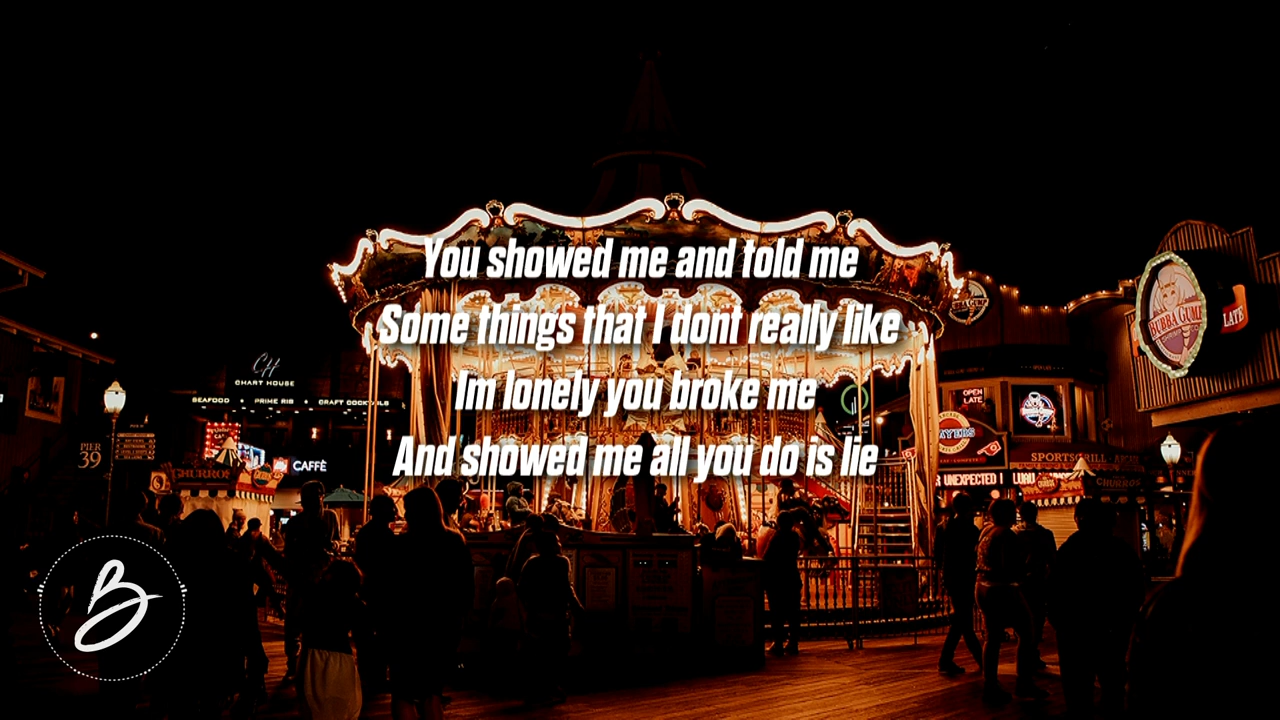 You showed me and told me
Some things that I dont really like
Im lonely you broke me
And showed me all you do is lie
CH
CHART HOUSE
SEAFOOD • PRIME RIB • CRAFT COCKTAILS
PIER
39
CHURROS
CAFFÈ
BUBBA GUMP
LATE
OPEN
LATE
PLAYERS
SPORTSGRILL
UNEXPECTED
LUAU
CHURROS
B